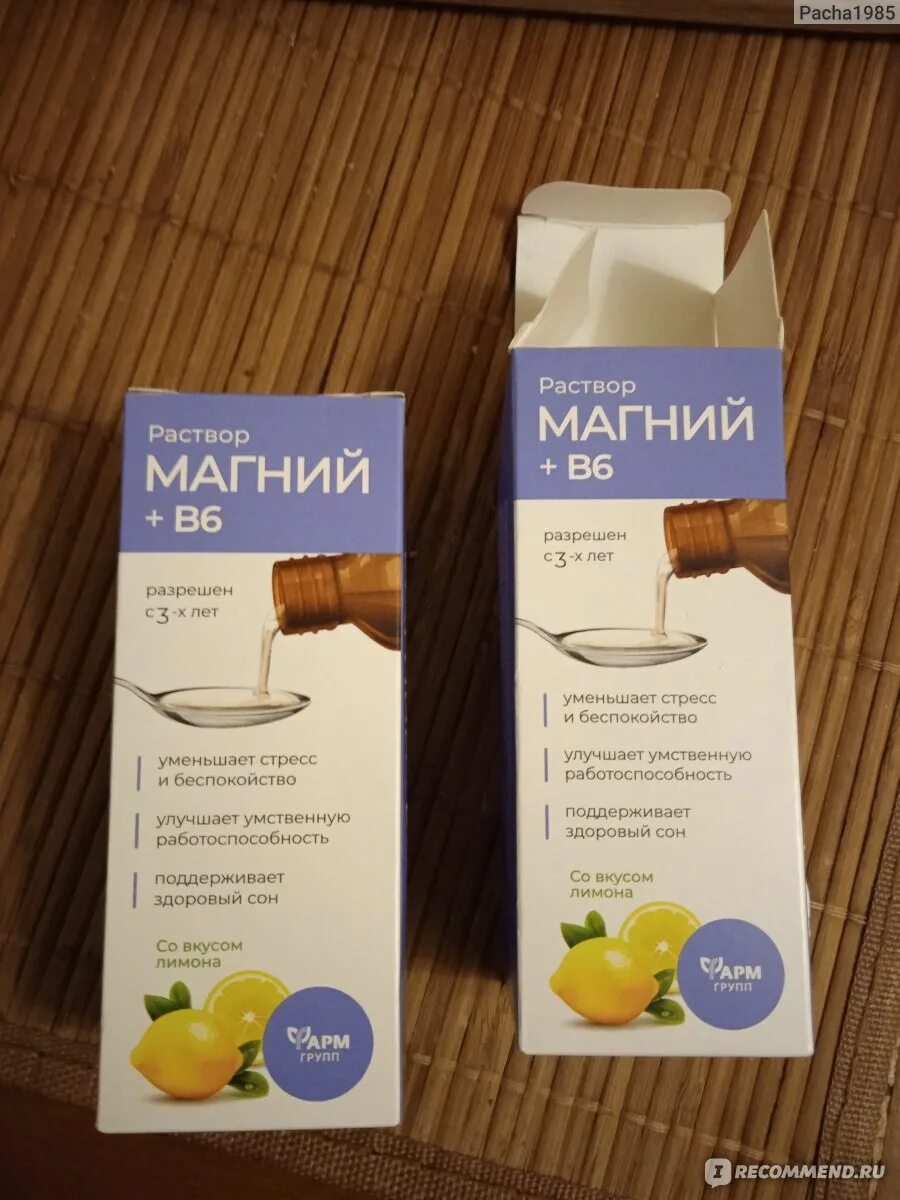 Pacha1985
Раствор
МАГНИЙ
+ В6
разрешен
с 3-х лет
уменьшает стресс
и беспокойство
улучшает умственную
работоспособность
поддерживает
здоровый сон
Со вкусом
лимона
ФАРМ
ГРУПП
Раствор
МАГНИЙ
+ В6
разрешен
с 3-х лет
уменьшает стресс
и беспокойство
улучшает умственную
работоспособность
поддерживает
здоровый сон
Со вкусом
лимона
ФАРМ
ГРУПП
IRECOMMEND.RU